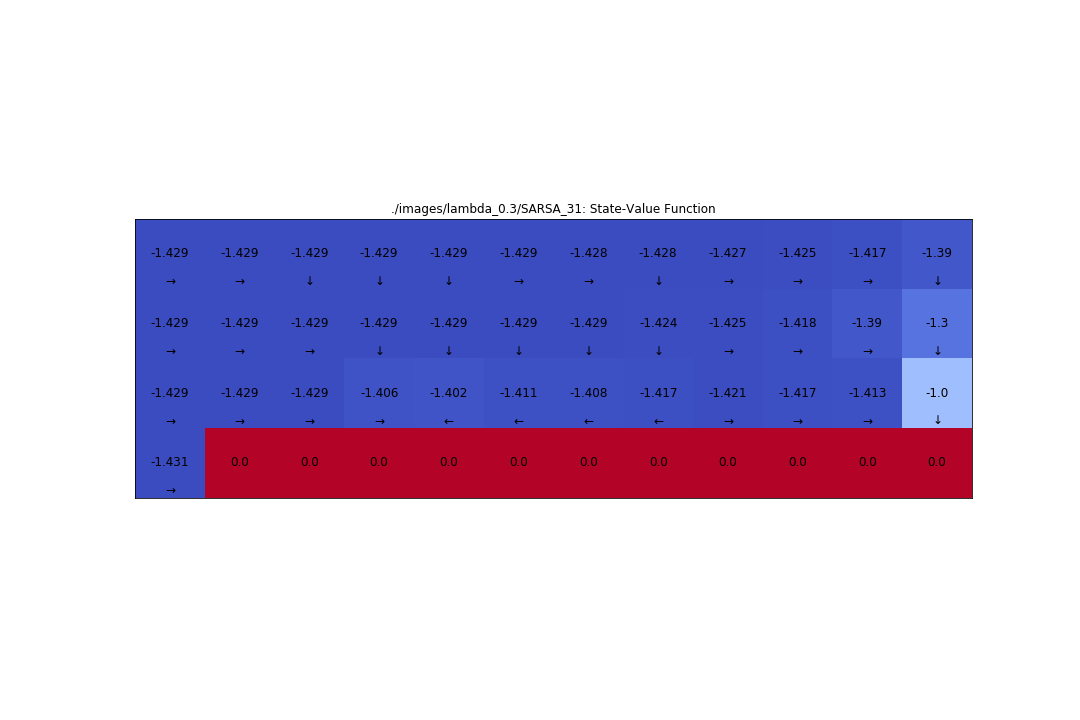 ./images/lambda_0.3/SARSA_31: State-Value Function
-1.429 -1.429 -1.429 -1.429 -1.429 -1.429 -1.428 -1.428 -1.427 -1.425 -1.417 -1.39
→ → ↓ ↓ ↓ → → ↓ → → → ↓
-1.429 -1.429 -1.429 -1.429 -1.429 -1.429 -1.429 -1.424 -1.425 -1.418 -1.39 -1.3
→ → → ↓ ↓ ↓ ↓ ↓ → → → ↓
-1.429 -1.429 -1.429 -1.406 -1.402 -1.411 -1.408 -1.417 -1.421 -1.417 -1.413 -1.0
→ → → → ← ← ← ← → → → ↓
-1.431 0.0 0.0 0.0 0.0 0.0 0.0 0.0 0.0 0.0 0.0 0.0
→